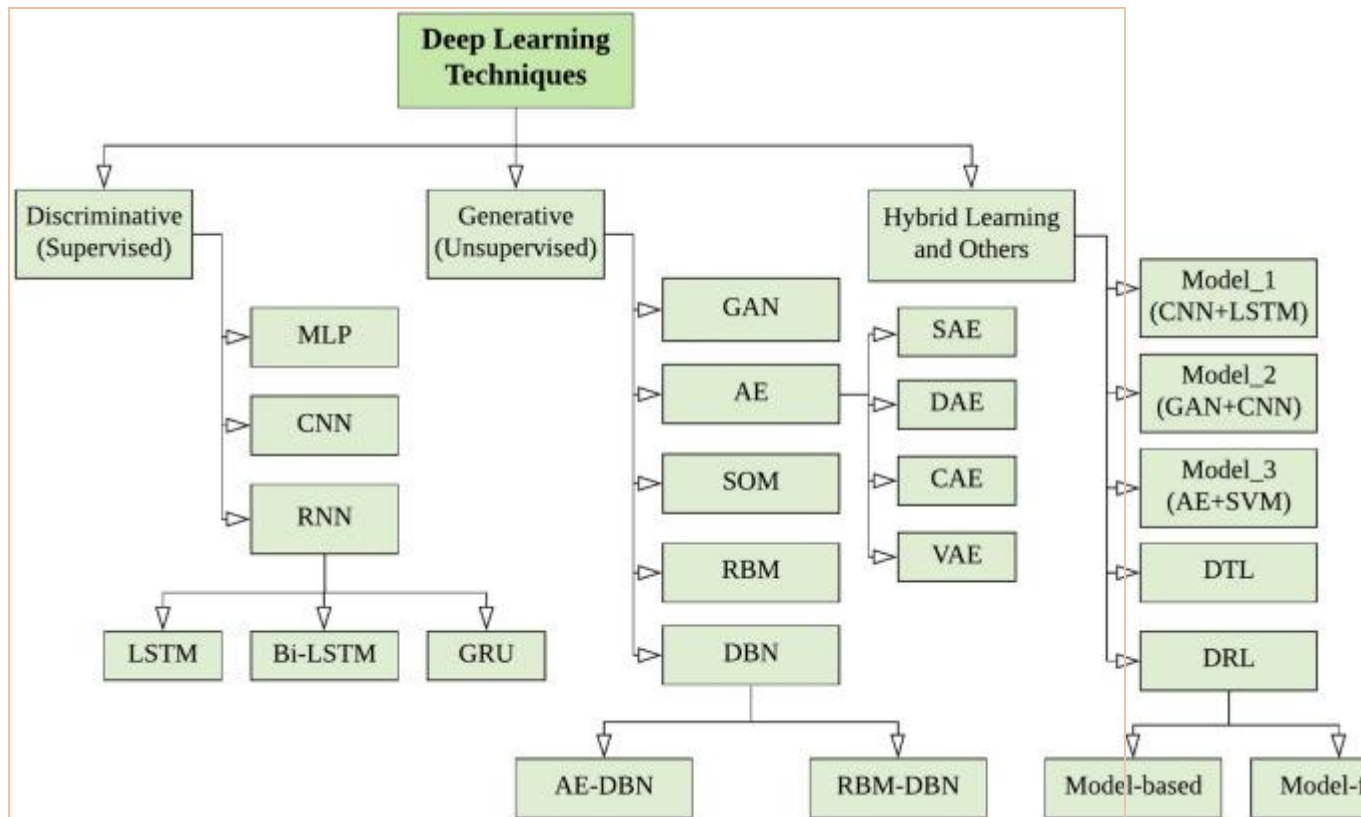 Deep Learning
Techniques
Discriminative
(Supervised)
Generative
(Unsupervised)
Hybrid Learning
and Others
MLP
CNN
RNN
LSTM
Bi-LSTM
GRU
GAN
AE
SOM
RBM
DBN
SAE
DAE
CAE
VAE
AE-DBN
RBM-DBN
Model_1
(CNN+LSTM)
Model_2
(GAN+CNN)
Model_3
(AE+SVM)
DTL
DRL
Model-based